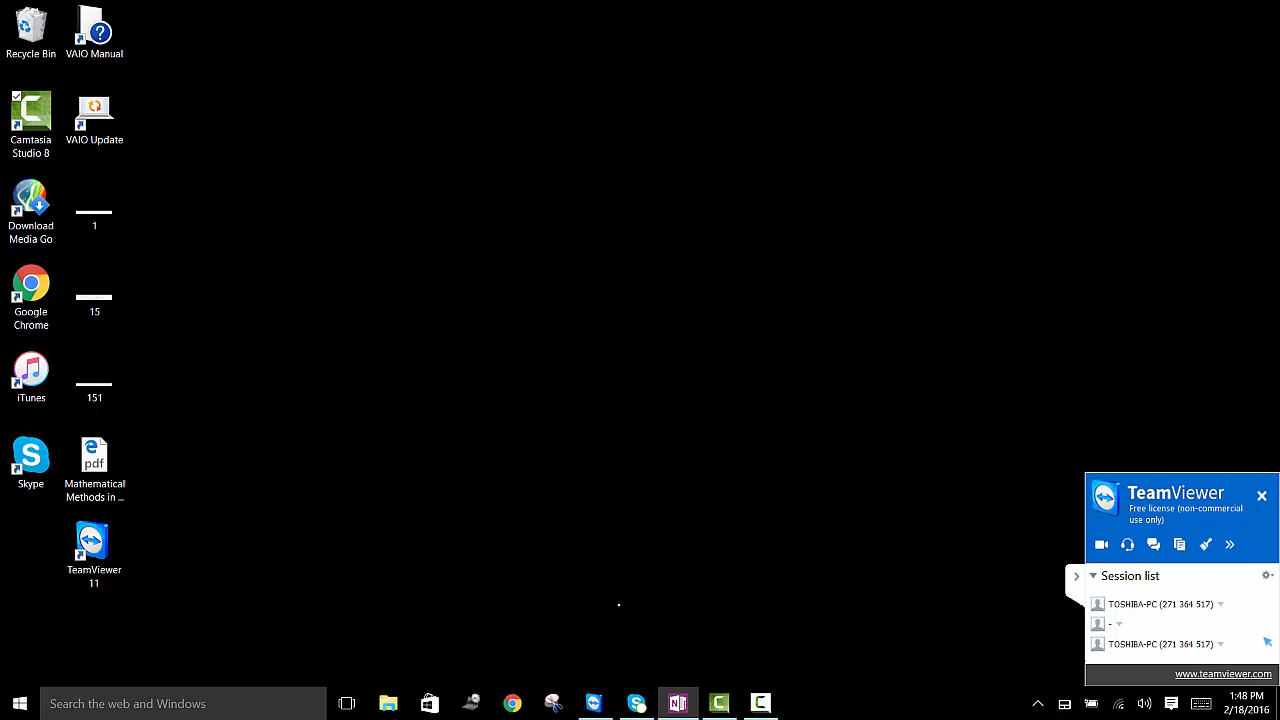 Recycle Bin
VAIO Manual
Camtasia
Studio 8
VAIO Update
Download
Media Go
1
Google
Chrome
15
iTunes
151
Skype
pdf
Mathematical
Methods in ...
TeamViewer
11
TeamViewer
Free license (non-commercial
use only)
Session list
TOSHIBA-PC (271 364 517)
-
TOSHIBA-PC (271 364 517)
www.teamviewer.com
Search the web and Windows
1:48 PM
2/18/2016